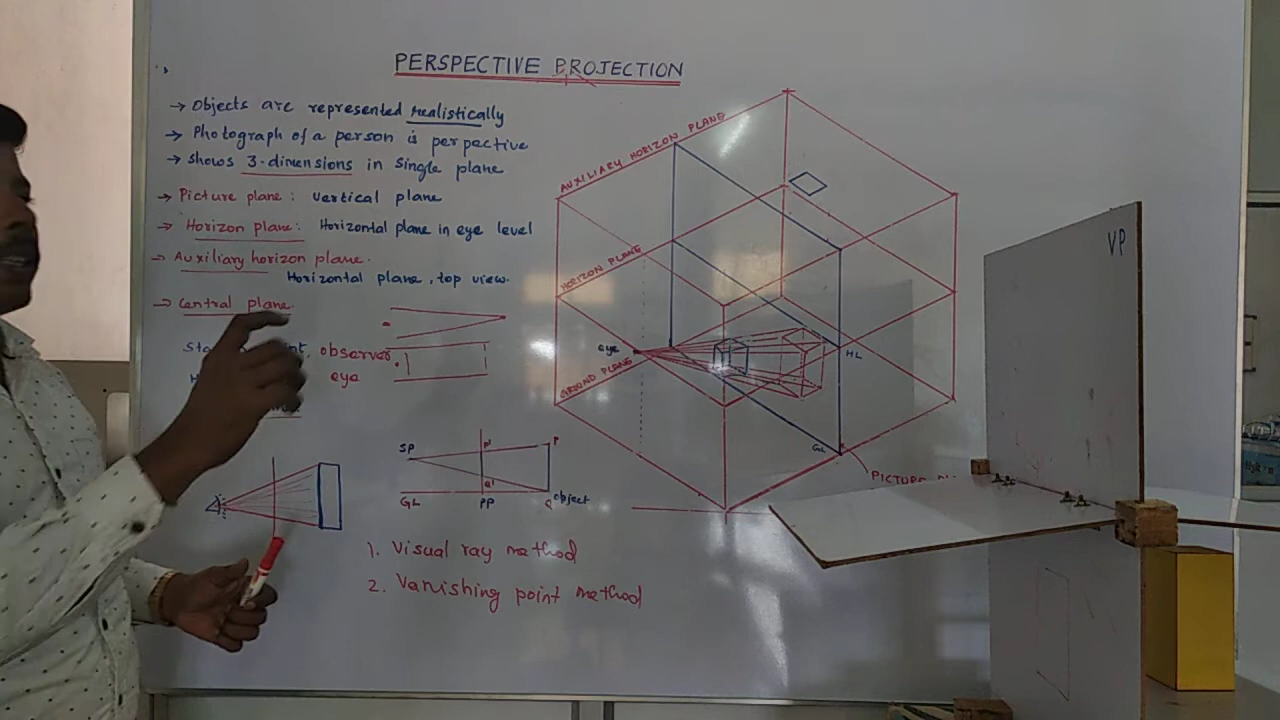 PERSPECTIVE PROJECTION
→ Objects are represented realistically
→ Photograph of a person is perpective
→ shows 3-dimensions in single plane
→ Picture plane: Vertical plane
→ Horizon plane: Horizontal plane in eye level
→ Auxiliary horizon plane.
Horizontal plane, top view.
→ Central plane.
observer
eye
SP
P'
P
Q'
GL
PP
Q
object
1. Visual ray method
2. Vanishing point method
AUXILIARY HORIZON PLANE
HORIZON PLANE
eye
GROUND PLANE
HL
GL
PICTURE
VP